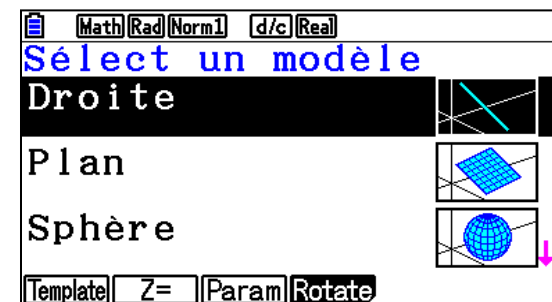 Math Rad Norm1 d/c Real
Sélect un modèle
Droite
Plan
Sphère
Template Z= Param Rotate